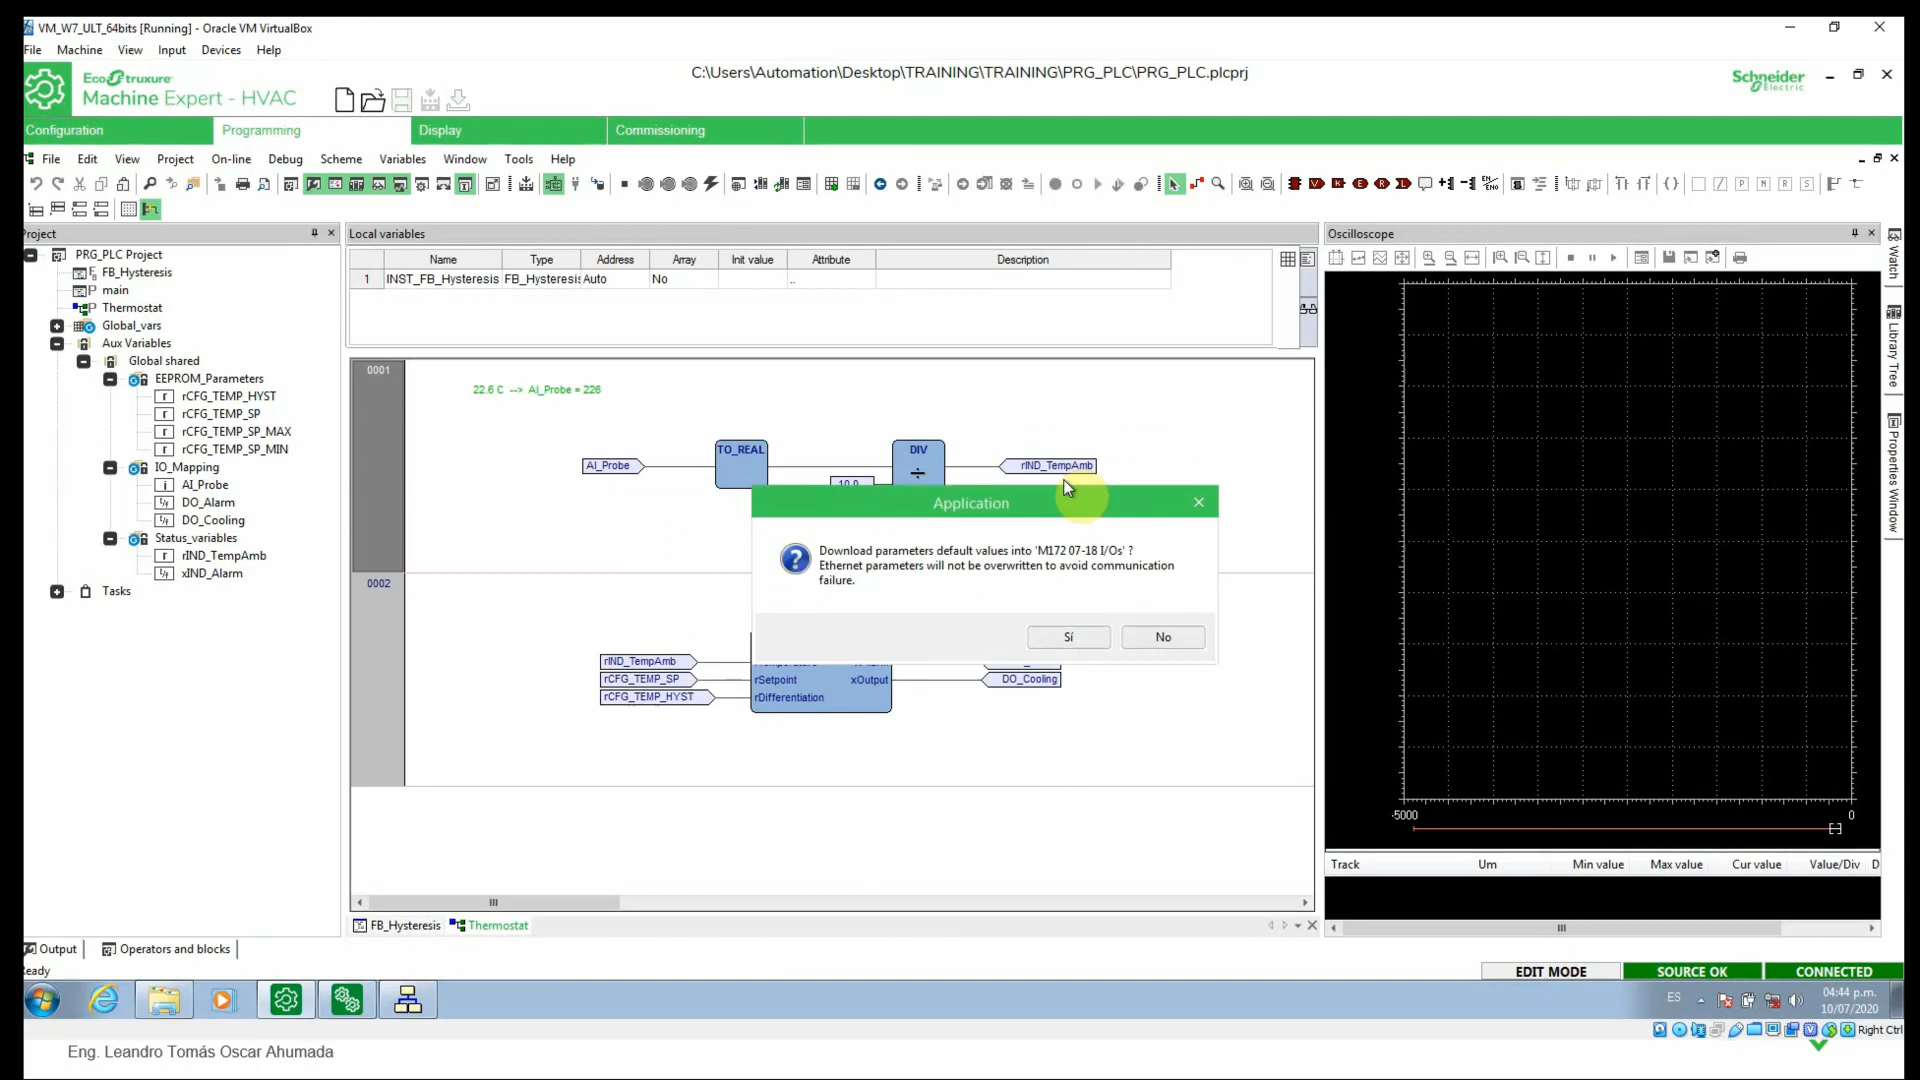 VM_W7_ULT_64bits [Running] - Oracle VM VirtualBox
File Machine View Input Devices Help
EcoStruxure
Machine Expert - HVAC
C:\Users\Automation\Desktop\TRAINING\TRAINING\PRG_PLC\PRG_PLC.plcprj
Schneider
Electric
Configuration Programming Display Commissioning
File Edit View Project On-line Debug Scheme Variables Window Tools Help
Project
PRG_PLC Project
FB_Hysteresis
main
Thermostat
Global_vars
Aux Variables
Global shared
EEPROM_Parameters
rCFG_TEMP_HYST
rCFG_TEMP_SP
rCFG_TEMP_SP_MAX
rCFG_TEMP_SP_MIN
IO_Mapping
AI_Probe
DO_Alarm
DO_Cooling
Status_variables
rIND_TempAmb
xIND_Alarm
Tasks
Local variables
Name Type Address Array Init value Attribute Description
1 INST_FB_Hysteresis FB_Hysteresis Auto No ..
0001
22.6 C --> AI_Probe = 226
AI_Probe
TO_REAL
10.0
DIV
÷
rIND_TempAmb
Application
Download parameters default values into 'M172 07-18 I/Os' ?
Ethernet parameters will not be overwritten to avoid communication
failure.
Sí No
0002
rIND_TempAmb
rCFG_TEMP_SP
rCFG_TEMP_HYST
rSetpoint xOutput
rDifferentiation
DO_Cooling
FB_Hysteresis Thermostat
Oscilloscope
-5000 0
Track Um Min value Max value Cur value Value/Div D
Watch
Library Tree
Properties Window
Output Operators and blocks
Ready
EDIT MODE SOURCE OK CONNECTED
ES
04:44 p.m.
10/07/2020
Right Ctrl
Eng. Leandro Tomás Oscar Ahumada